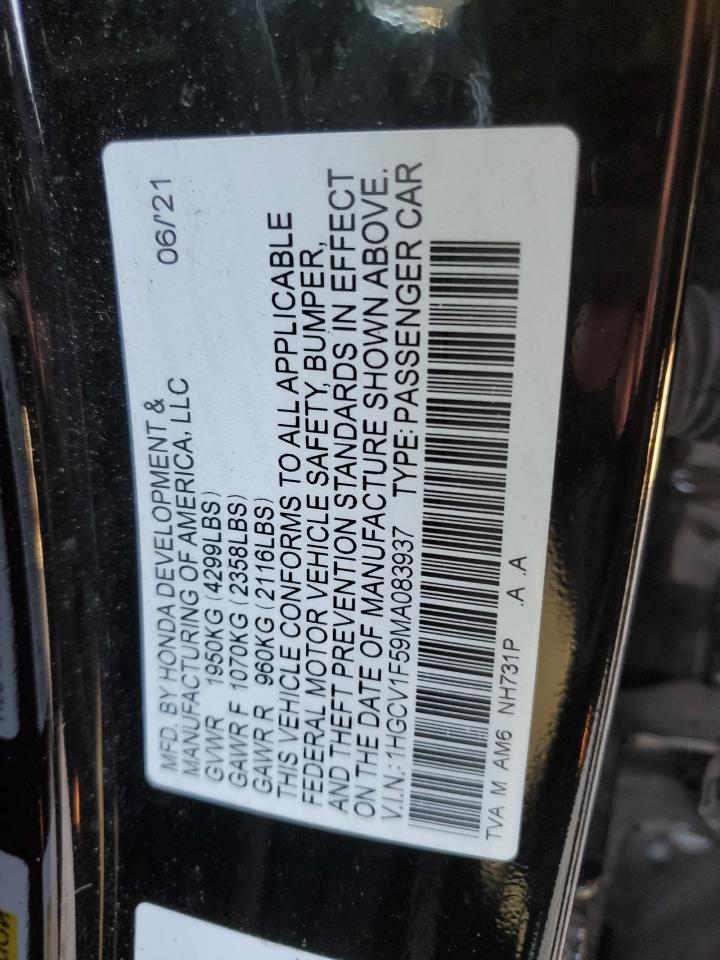 MFD. BY HONDA DEVELOPMENT & 06/'21
MANUFACTURING OF AMERICA, LLC
GVWR 1950KG (4299LBS)
GAWR F 1070KG (2358LBS)
GAWR R 960KG (2116LBS)
THIS VEHICLE CONFORMS TO ALL APPLICABLE
FEDERAL MOTOR VEHICLE SAFETY, BUMPER,
AND THEFT PREVENTION STANDARDS IN EFFECT
ON THE DATE OF MANUFACTURE SHOWN ABOVE.
V.I.N.: 1HGCV1F59MA083937 TYPE: PASSENGER CAR
TVA M AM6 NH731P .A .A